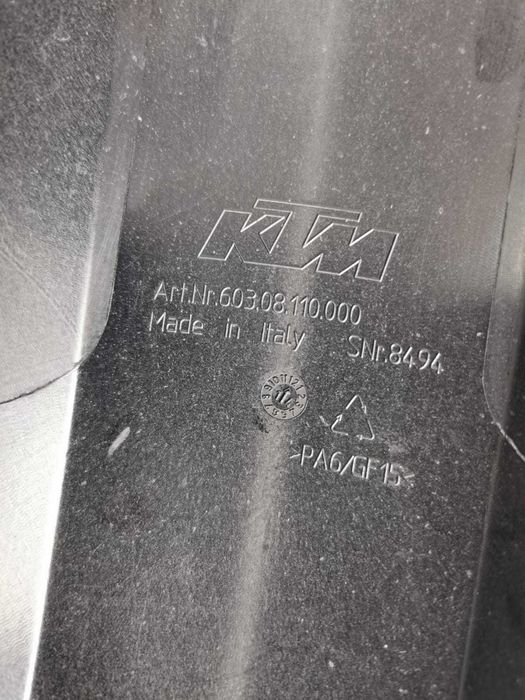 KTM
Art.Nr.603.08.110.000
Made in Italy SNr.8494
>PA6/GF15<